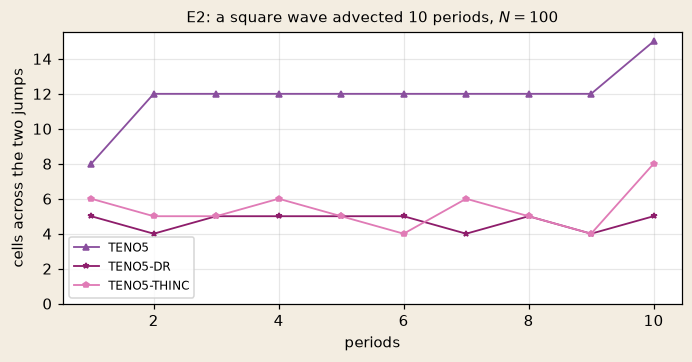 E2: a square wave advected 10 periods, N = 100
cells across the two jumps
14
12
10
8
6
4
2
0
TENO5
TENO5-DR
TENO5-THINC
2
4
6
8
10
periods